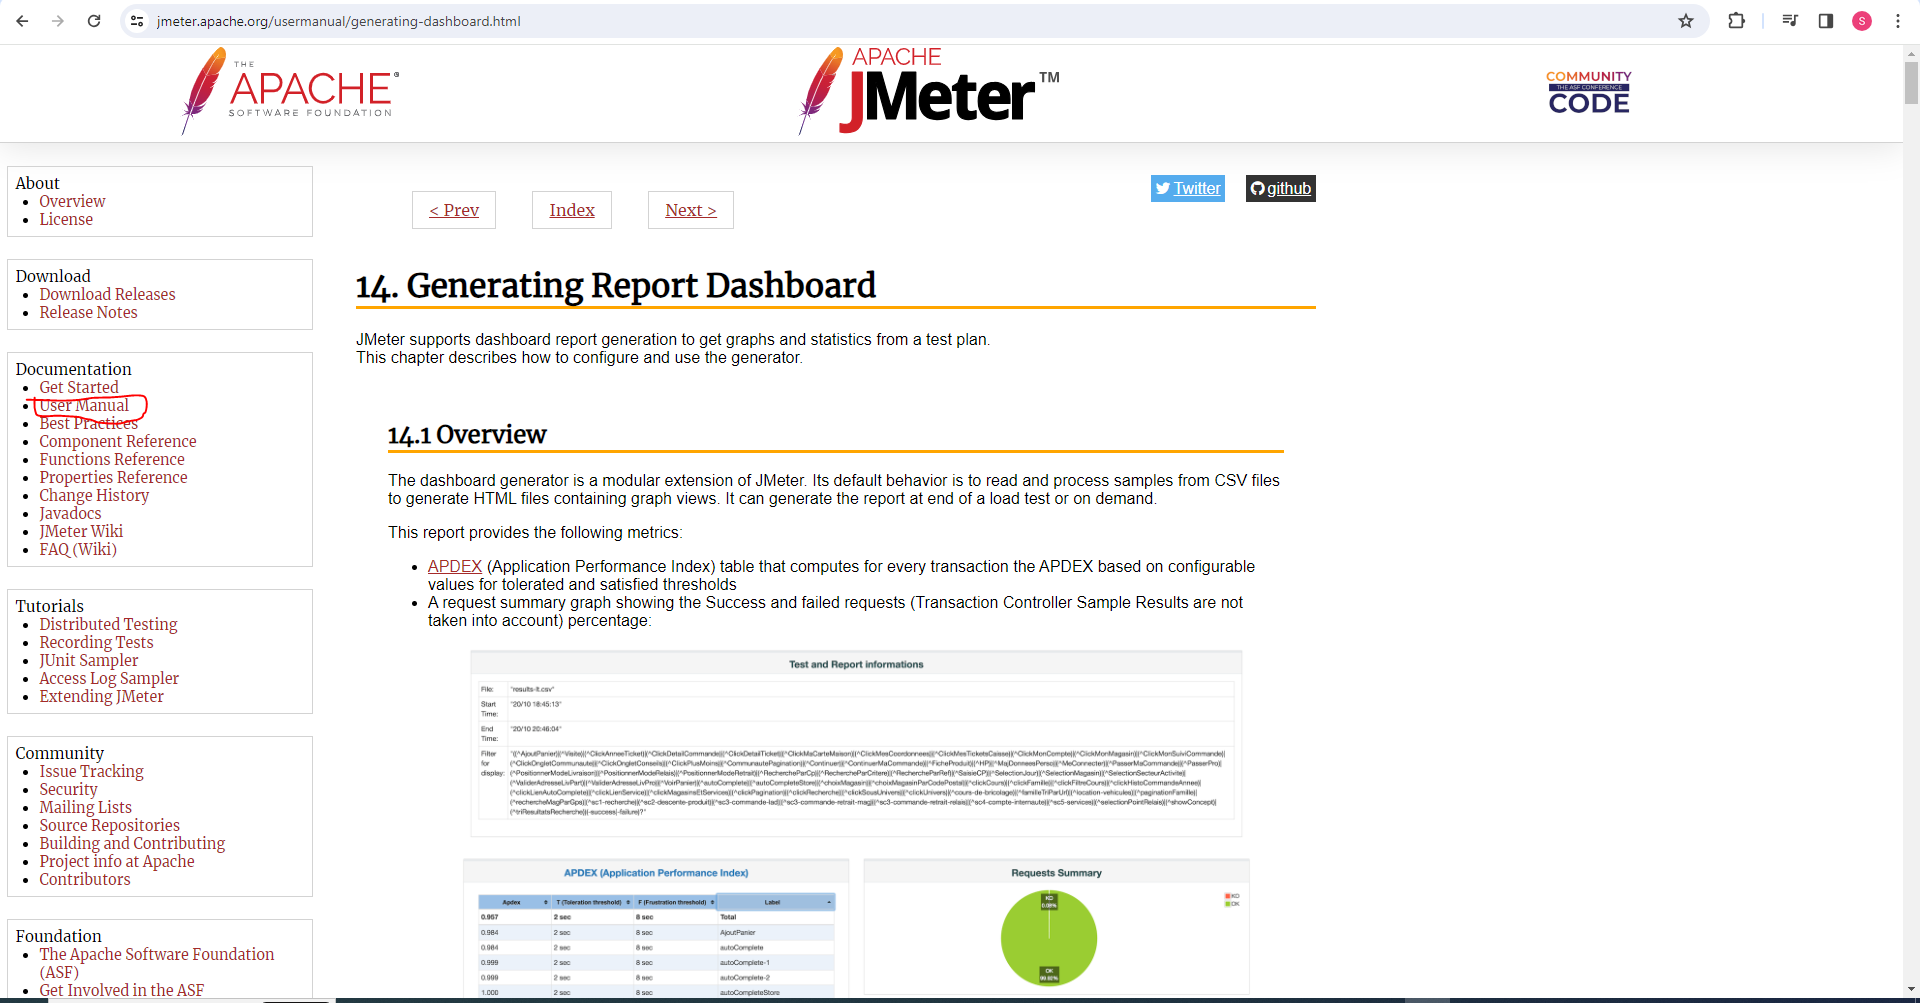 jmeter.apache.org/usermanual/generating-dashboard.html
S
THE
APACHE®
SOFTWARE FOUNDATION
APACHE
JMeter™
COMMUNITY
THE ASF CONFERENCE
CODE
About
Overview
License
Download
Download Releases
Release Notes
Documentation
Get Started
User Manual
Best Practices
Component Reference
Functions Reference
Properties Reference
Change History
Javadocs
JMeter Wiki
FAQ (Wiki)
Tutorials
Distributed Testing
Recording Tests
JUnit Sampler
Access Log Sampler
Extending JMeter
Community
Issue Tracking
Security
Mailing Lists
Source Repositories
Building and Contributing
Project info at Apache
Contributors
Foundation
The Apache Software Foundation
(ASF)
Get Involved in the ASF
< Prev
Index
Next >
Twitter
github
14. Generating Report Dashboard
JMeter supports dashboard report generation to get graphs and statistics from a test plan.
This chapter describes how to configure and use the generator.
14.1 Overview
The dashboard generator is a modular extension of JMeter. Its default behavior is to read and process samples from CSV files
to generate HTML files containing graph views. It can generate the report at end of a load test or on demand.
This report provides the following metrics:
APDEX (Application Performance Index) table that computes for every transaction the APDEX based on configurable
values for tolerated and satisfied thresholds
A request summary graph showing the Success and failed requests (Transaction Controller Sample Results are not
taken into account) percentage:
Test and Report informations
File: "results-lt.csv"
Start Time: "20/10 18:45:13"
End Time: "20/10 20:46:04"
Filter for display:
APDEX (Application Performance Index)
Apdex T (Toleration threshold) F (Frustration threshold) Label
0.957 2 sec 8 sec Total
0.984 2 sec 8 sec AjoutPanier
0.984 2 sec 8 sec autoComplete
0.999 2 sec 8 sec autoComplete-1
0.999 2 sec 8 sec autoComplete-2
1.000 2 sec 8 sec autoCompleteStore
Requests Summary
KO
OK
KO
OK